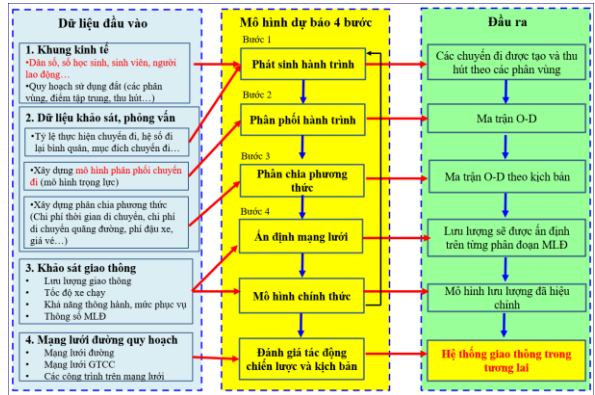 Dữ liệu đầu vào
1. Khung kinh tế
•Dân số, số học sinh, sinh viên, người
lao động…
•Quy hoạch sử dụng đất (các phân
vùng, điểm tập trung, thu hút…)
2. Dữ liệu khảo sát, phỏng vấn
•Tỷ lệ thực hiện chuyến đi, hệ số đi
lại bình quân, mục đích chuyến đi…
•Xây dựng mô hình phân phối chuyến
đi (mô hình trọng lực)
•Xây dựng phân chia phương thức
(Chi phí thời gian di chuyển, chi phí
di chuyển quãng đường, phí đậu xe,
giá vé…)
3. Khảo sát giao thông
• Lưu lượng giao thông
• Tốc độ xe chạy
• Khả năng thông hành, mức phục vụ
• Thông số MLĐ
4. Mạng lưới đường quy hoạch
• Mạng lưới đường
• Mạng lưới GTCC
• Các công trình trên mạng lưới
Mô hình dự báo 4 bước
Bước 1
Phát sinh hành trình
Bước 2
Phân phối hành trình
Bước 3
Phân chia phương
thức
Bước 4
Ấn định mạng lưới
Mô hình chính thức
Đánh giá tác động
chiến lược và kịch bản
Đầu ra
Các chuyến đi được tạo và thu
hút theo các phân vùng
Ma trận O-D
Ma trận O-D theo kịch bản
Lưu lượng sẽ được ấn định
trên từng phân đoạn MLĐ
Mô hình lưu lượng đã hiệu
chỉnh
Hệ thống giao thông trong
tương lai